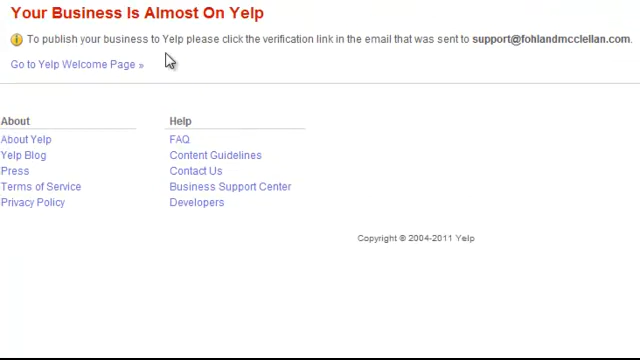 Your Business Is Almost On Yelp
To publish your business to Yelp please click the verification link in the email that was sent to support@fohlandmcclellan.com.
Go to Yelp Welcome Page »
About
About Yelp
Yelp Blog
Press
Terms of Service
Privacy Policy
Help
FAQ
Content Guidelines
Contact Us
Business Support Center
Developers
Copyright © 2004-2011 Yelp